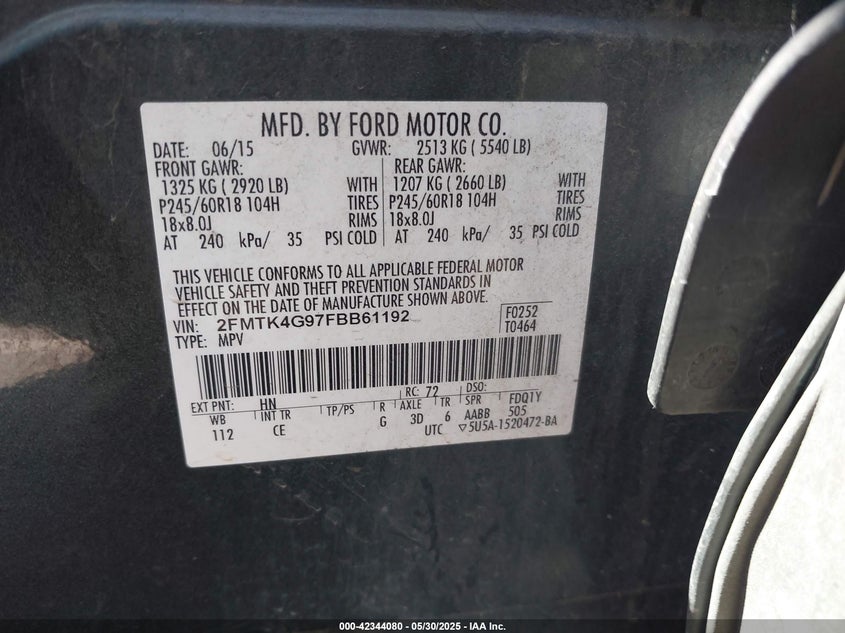 MFD. BY FORD MOTOR CO.
DATE: 06/15 GVWR: 2513 KG ( 5540 LB)
FRONT GAWR: REAR GAWR:
1325 KG ( 2920 LB) WITH 1207 KG ( 2660 LB) WITH
P245/60R18 104H TIRES P245/60R18 104H TIRES
18x8.0J RIMS 18x8.0J RIMS
AT 240 kPa/ 35 PSI COLD AT 240 kPa/ 35 PSI COLD
THIS VEHICLE CONFORMS TO ALL APPLICABLE FEDERAL MOTOR
VEHICLE SAFETY AND THEFT PREVENTION STANDARDS IN
EFFECT ON THE DATE OF MANUFACTURE SHOWN ABOVE.
VIN: 2FMTK4G97FBB61192 F0252
TYPE: MPV T0464
EXT PNT: HN RC: 72 DSO: FDQ1Y
WB INT TR TP/PS R AXLE TR SPR 505
112 CE G 3D 6 AABB
UTC ▽5U5A-1520472-BA
000-42344080 - 05/30/2025 - IAA Inc.